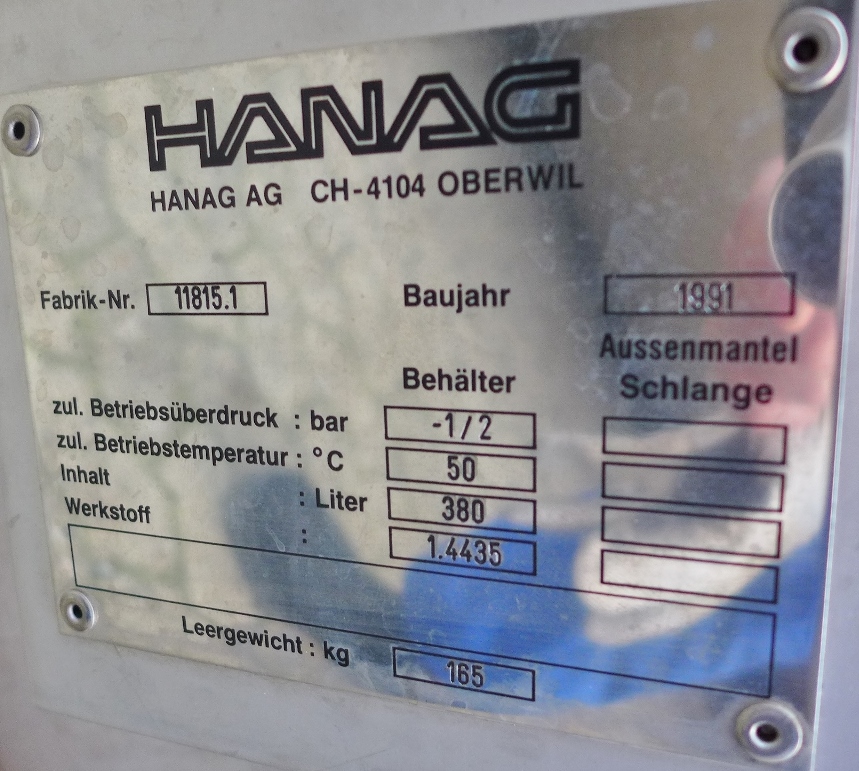 HANAG
HANAG AG CH-4104 OBERWIL
Fabrik-Nr. 11815.1 Baujahr 1991
Behälter Aussenmantel Schlange
zul. Betriebsüberdruck : bar -1/2
zul. Betriebstemperatur : °C 50
Inhalt : Liter 380
Werkstoff : 1.4435
Leergewicht : kg 165